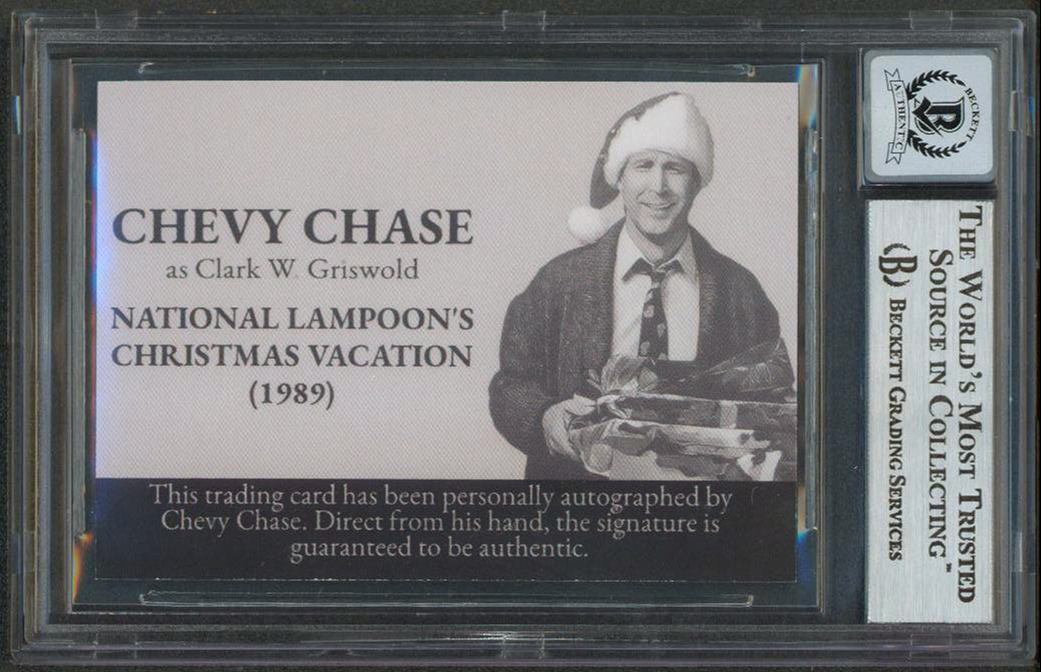 CHEVY CHASE
as Clark W. Griswold
NATIONAL LAMPOON'S
CHRISTMAS VACATION
(1989)
This trading card has been personally autographed by
Chevy Chase. Direct from his hand, the signature is
guaranteed to be authentic.
BECKETT
B
AUTHENTIC
THE WORLD'S MOST TRUSTED
SOURCE IN COLLECTING™
(B) BECKETT GRADING SERVICES